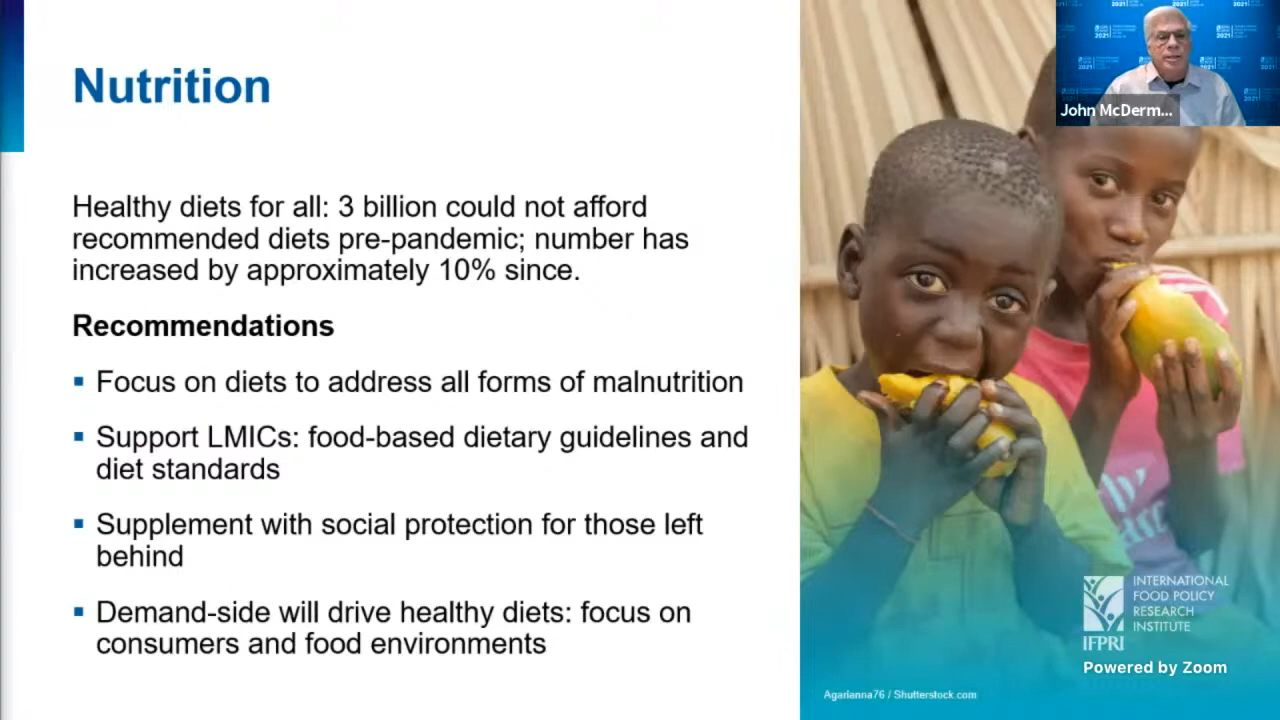 Nutrition
Healthy diets for all: 3 billion could not afford
recommended diets pre-pandemic; number has
increased by approximately 10% since.
Recommendations
▪ Focus on diets to address all forms of malnutrition
▪ Support LMICs: food-based dietary guidelines and
diet standards
▪ Supplement with social protection for those left
behind
▪ Demand-side will drive healthy diets: focus on
consumers and food environments
John McDerm...
INTERNATIONAL
FOOD POLICY
RESEARCH
INSTITUTE
IFPRI
Powered by Zoom
Agarianna76 / Shutterstock.com